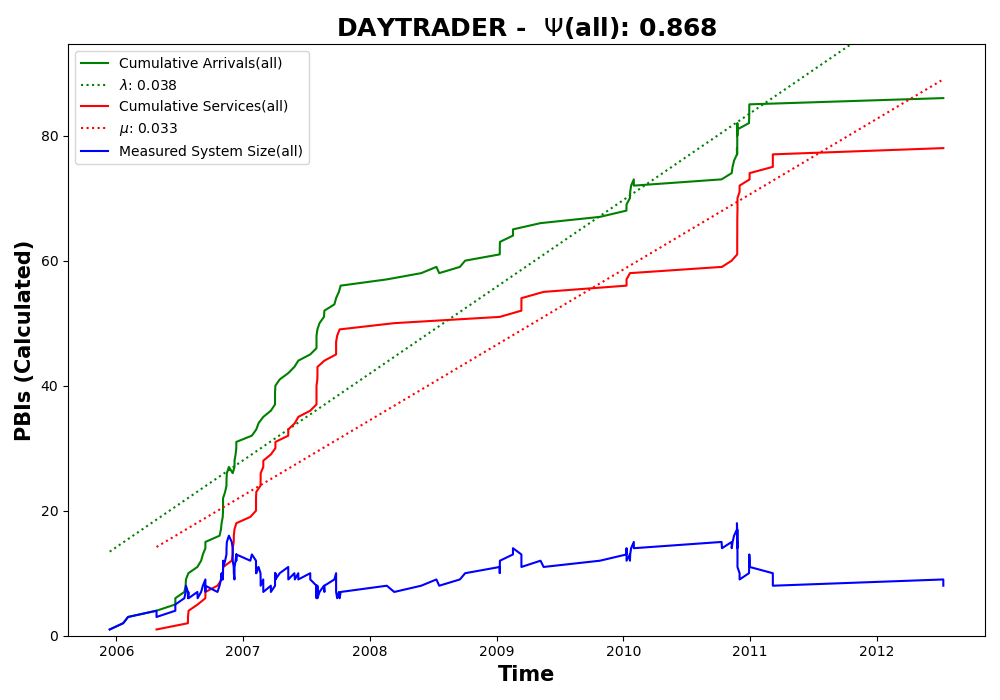 DAYTRADER -  Ψ(all): 0.868
Cumulative Arrivals(all)
λ: 0.038
Cumulative Services(all)
μ: 0.033
Measured System Size(all)
PBIs (Calculated)
80
60
40
20
0
2006 2007 2008 2009 2010 2011 2012
Time